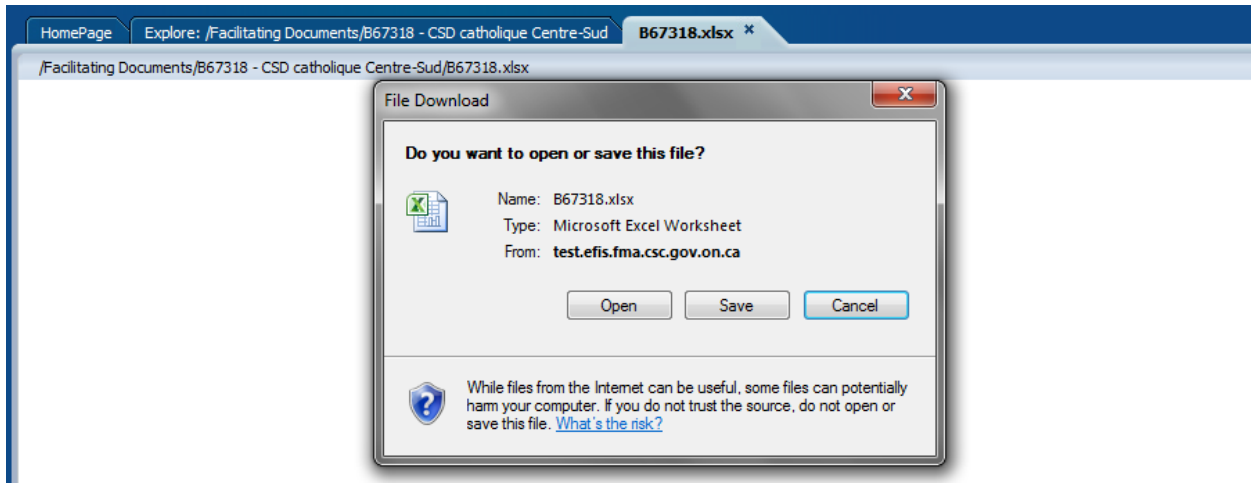 HomePage Explore: /Facilitating Documents/B67318 - CSD catholique Centre-Sud B67318.xlsx ×
/Facilitating Documents/B67318 - CSD catholique Centre-Sud/B67318.xlsx
File Download
Do you want to open or save this file?
Name: B67318.xlsx
Type: Microsoft Excel Worksheet
From: test.efis.fma.csc.gov.on.ca
Open Save Cancel
While files from the Internet can be useful, some files can potentially
harm your computer. If you do not trust the source, do not open or
save this file. What's the risk?